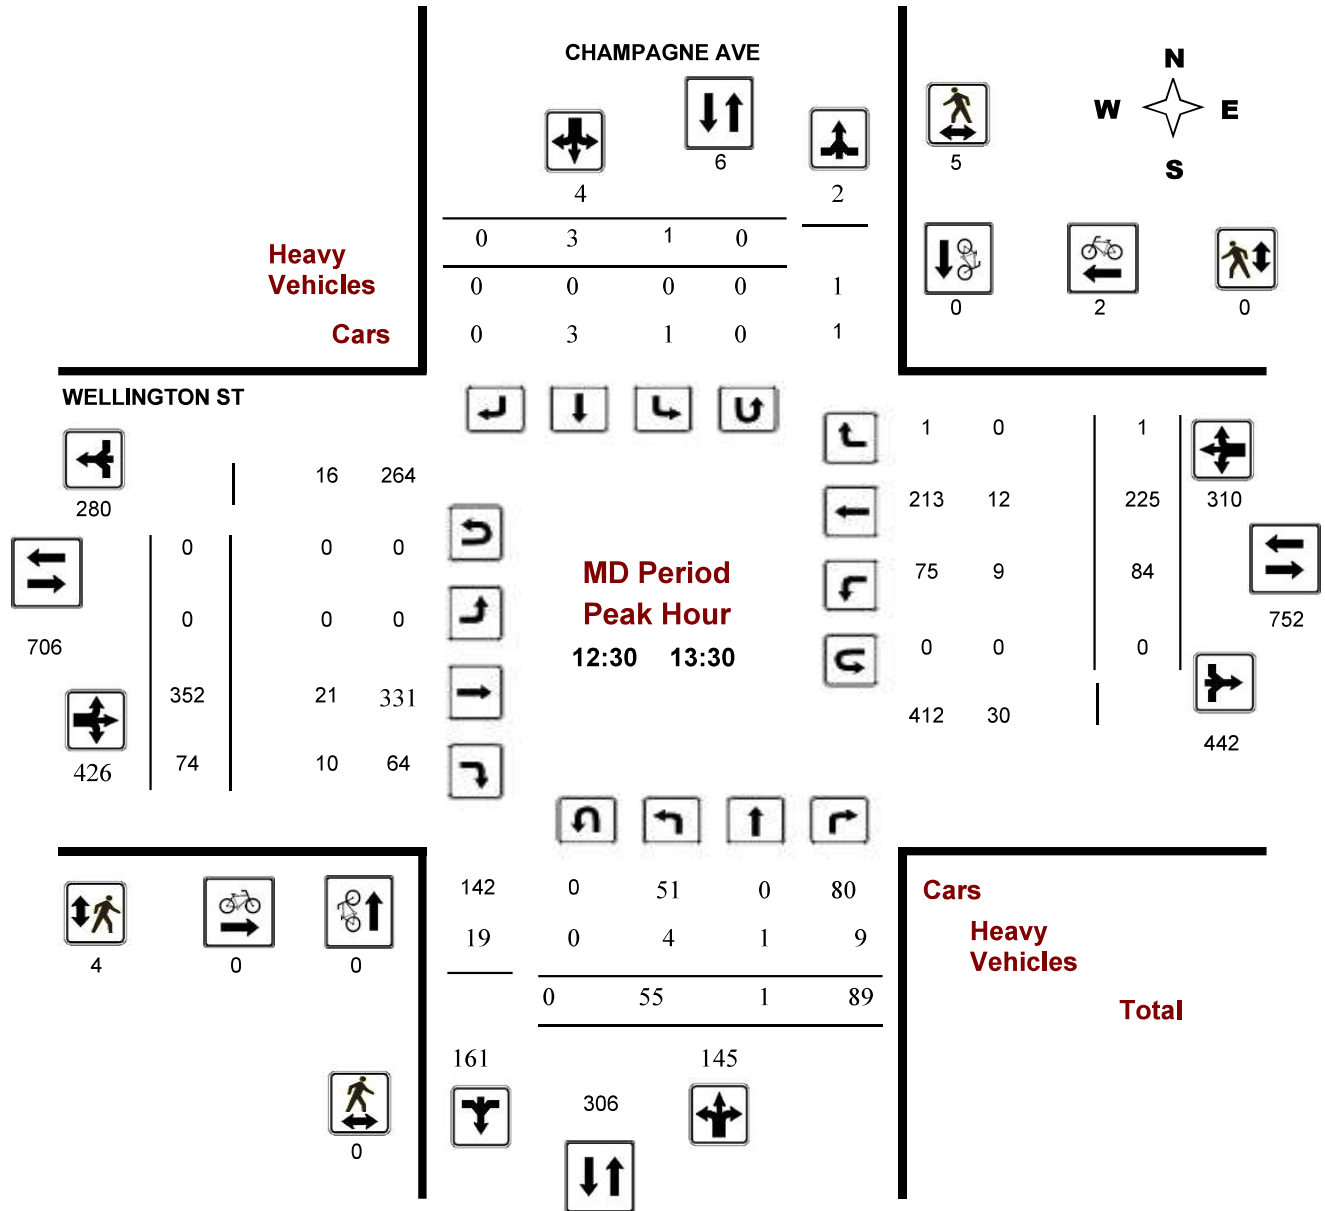 CHAMPAGNE AVE
N
W E
S
6
5
4
2
0 3 1 0
Heavy
Vehicles
0 0 0 0 1
0 2 0
Cars
0 3 1 0 1
WELLINGTON ST
1 0 1
16 264
280
213 12 225 310
0 0 0
MD Period
75 9 84
Peak Hour
0 0 0
752
706
12:30 13:30
0 0 0
352 21 331
412 30
442
426 74 10 64
142 0 51 0 80
Cars
19 0 4 1 9
Heavy
Vehicles
4 0 0
0 55 1 89
Total
161 145
306
0